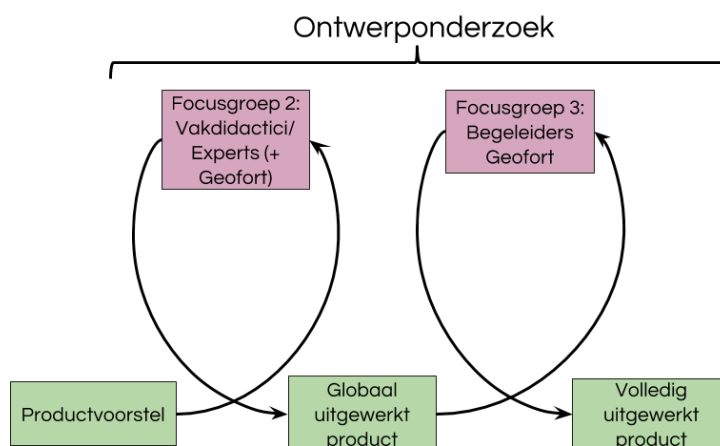 Ontwerponderzoek
Focusgroep 2:
Vakdidactici/
Experts (+
Geofort)
Focusgroep 3:
Begeleiders
Geofort
Productvoorstel
Globaal
uitgewerkt
product
Volledig
uitgewerkt
product